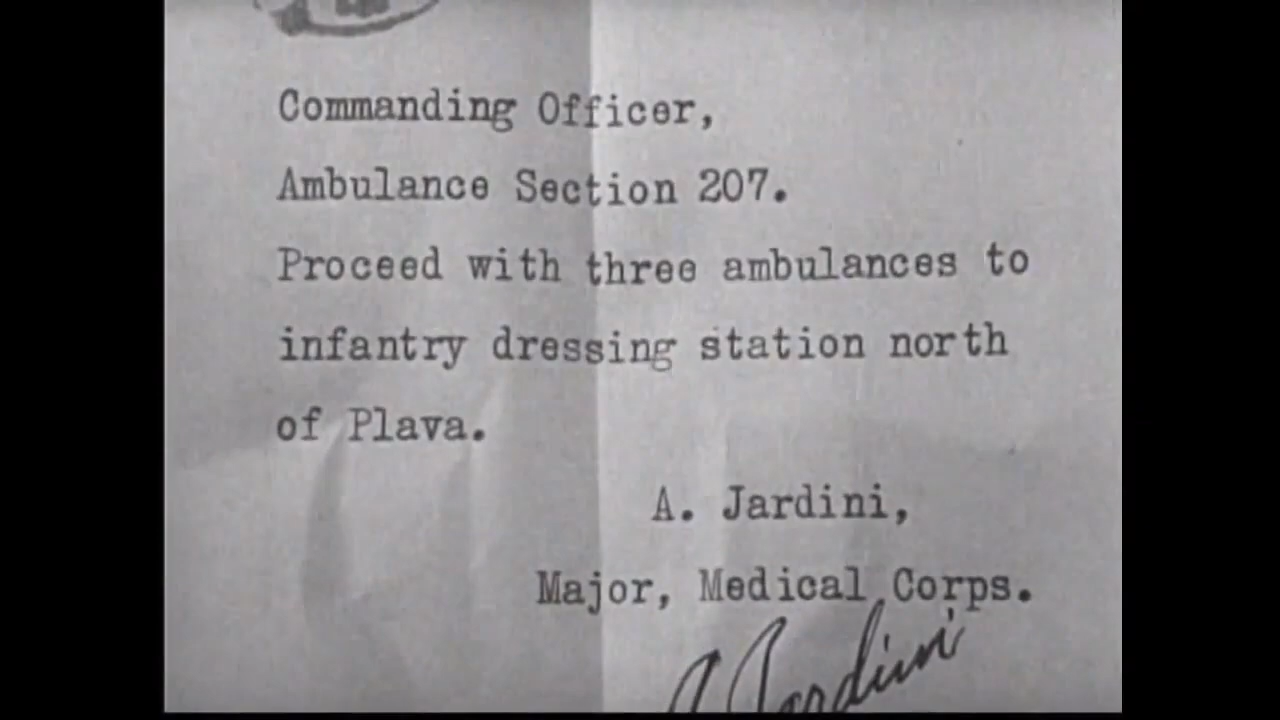 Commanding Officer,
Ambulance Section 207.
Proceed with three ambulances to
infantry dressing station north
of Plava.
A. Jardini,
Major, Medical Corps.
A Jardini